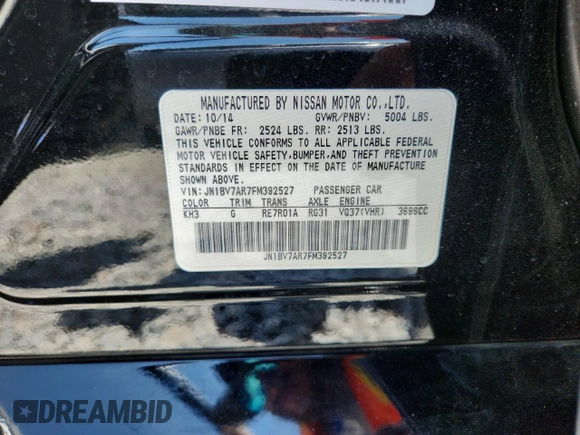 MANUFACTURED BY NISSAN MOTOR CO.,LTD.
DATE: 10/14 GVWR/PNBV: 5004 LBS.
GAWR/PNBE FR: 2524 LBS. RR: 2513 LBS.
THIS VEHICLE CONFORMS TO ALL APPLICABLE FEDERAL
MOTOR VEHICLE SAFETY, BUMPER, AND THEFT PREVENTION
STANDARDS IN EFFECT ON THE DATE OF MANUFACTURE
SHOWN ABOVE.
VIN: JN1BV7AR7FM392527 PASSENGER CAR
COLOR TRIM TRANS AXLE ENGINE
KH3 G RE7R01A RG31 VQ37(VHR) 3696CC
JN1BV7AR7FM392527
DREAMBID